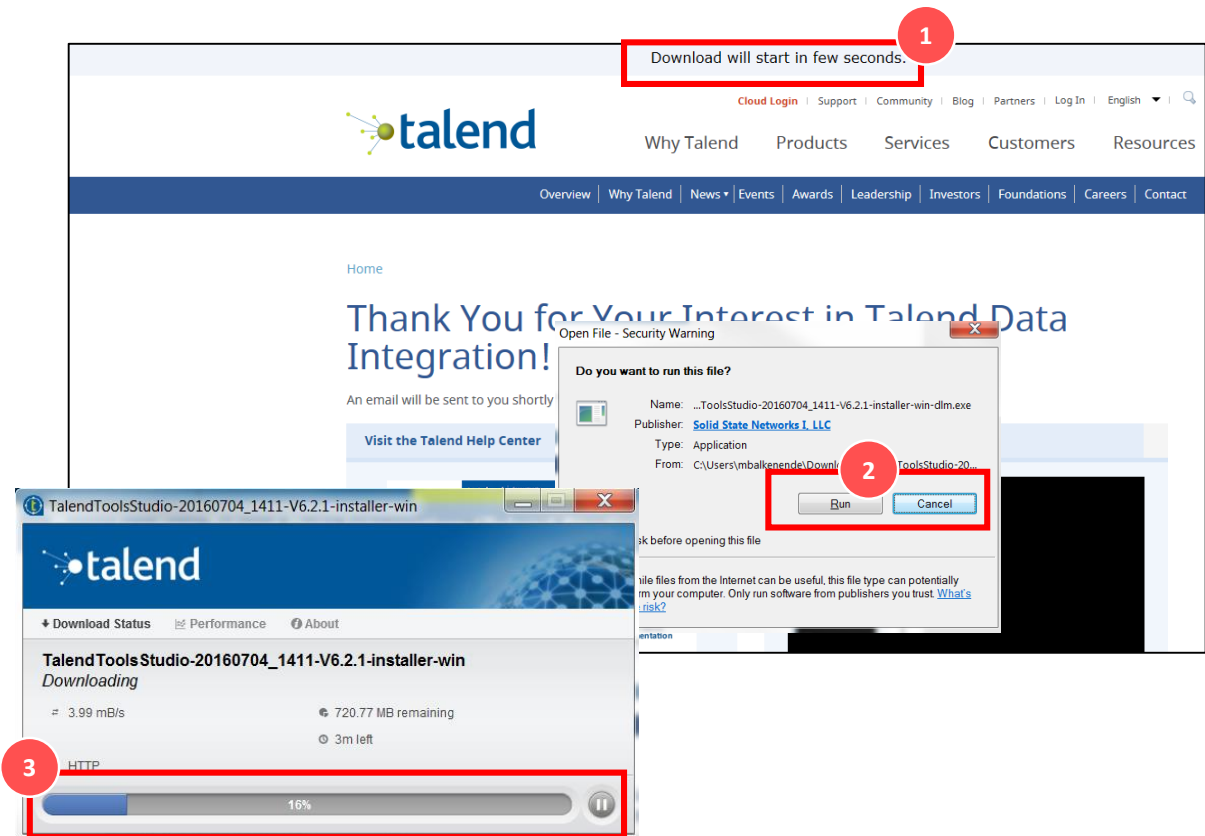 1
Download will start in few seconds.
Cloud Login | Support | Community | Blog | Partners | Log In | English
talend
Why Talend Products Services Customers Resources
Overview | Why Talend | News | Events | Awards | Leadership | Investors | Foundations | Careers | Contact
Home
Thank You for Your Interest in Talend Data
Integration!
An email will be sent to you shortly
Visit the Talend Help Center
Open File - Security Warning
X
Do you want to run this file?
Name: ...ToolsStudio-20160704_1411-V6.2.1-installer-win-dlm.exe
Publisher: Solid State Networks I, LLC
Type: Application
From: C:\Users\mbalkenende\Downlo ToolsStudio-20...
2
Run Cancel
sk before opening this file
ile files from the Internet can be useful, this file type can potentially
rm your computer. Only run software from publishers you trust. What's
risk?
entation
TalendToolsStudio-20160704_1411-V6.2.1-installer-win
X
talend
Download Status Performance About
TalendToolsStudio-20160704_1411-V6.2.1-installer-win
Downloading
3.99 mB/s 720.77 MB remaining
3m left
3
HTTP
16%